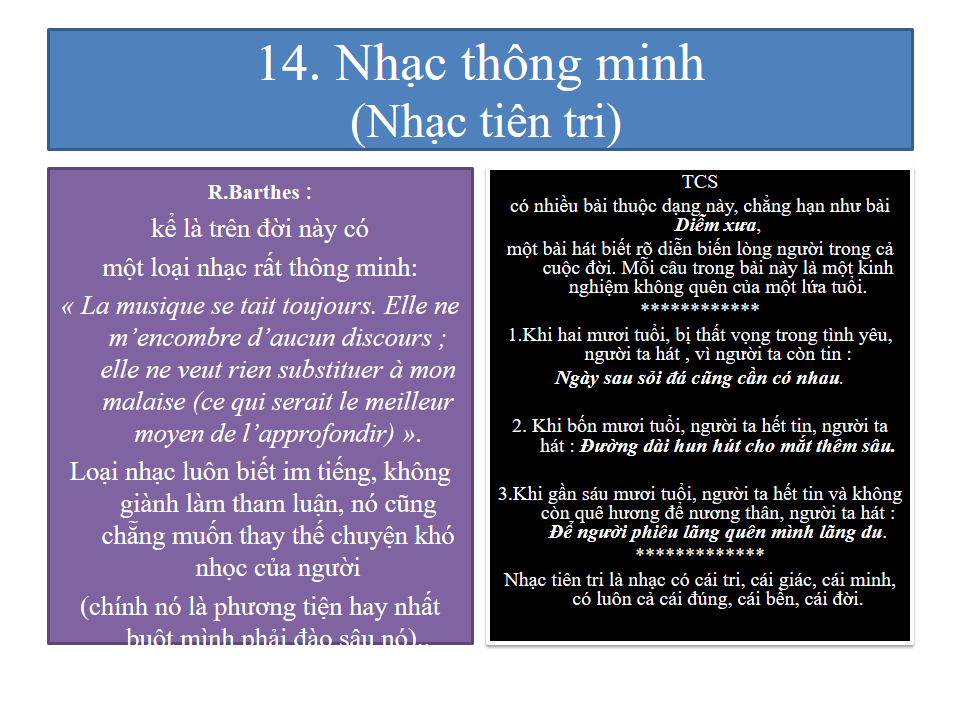 14. Nhạc thông minh
(Nhạc tiên tri)
R.Barthes :
kể là trên đời này có
một loại nhạc rất thông minh:
« La musique se tait toujours. Elle ne
m’encombre d’aucun discours ;
elle ne veut rien substituer à mon
malaise (ce qui serait le meilleur
moyen de l’approfondir) ».
Loại nhạc luôn biết im tiếng, không
giành làm tham luận, nó cũng
chẵng muốn thay thế chuyện khó
nhọc của người
(chính nó là phương tiện hay nhất
buột mình phải đào sâu nó)..
TCS
có nhiều bài thuộc dạng này, chẳng hạn như bài
Diễm xưa,
một bài hát biết rõ diễn biến lòng người trong cả
cuộc đời. Mỗi câu trong bài này là một kinh
nghiệm không quên của một lứa tuổi.
************
1.Khi hai mươi tuổi, bị thất vọng trong tình yêu,
người ta hát , vì người ta còn tin :
Ngày sau sỏi đá cũng cần có nhau.
2. Khi bốn mươi tuổi, người ta hết tin, người ta
hát : Đường dài hun hút cho mắt thêm sâu.
3.Khi gần sáu mươi tuổi, người ta hết tin và không
còn quê hương để nương thân, người ta hát :
Để người phiêu lãng quên mình lãng du.
*************
Nhạc tiên tri là nhạc có cái tri, cái giác, cái minh,
có luôn cả cái đúng, cái bền, cái đời.